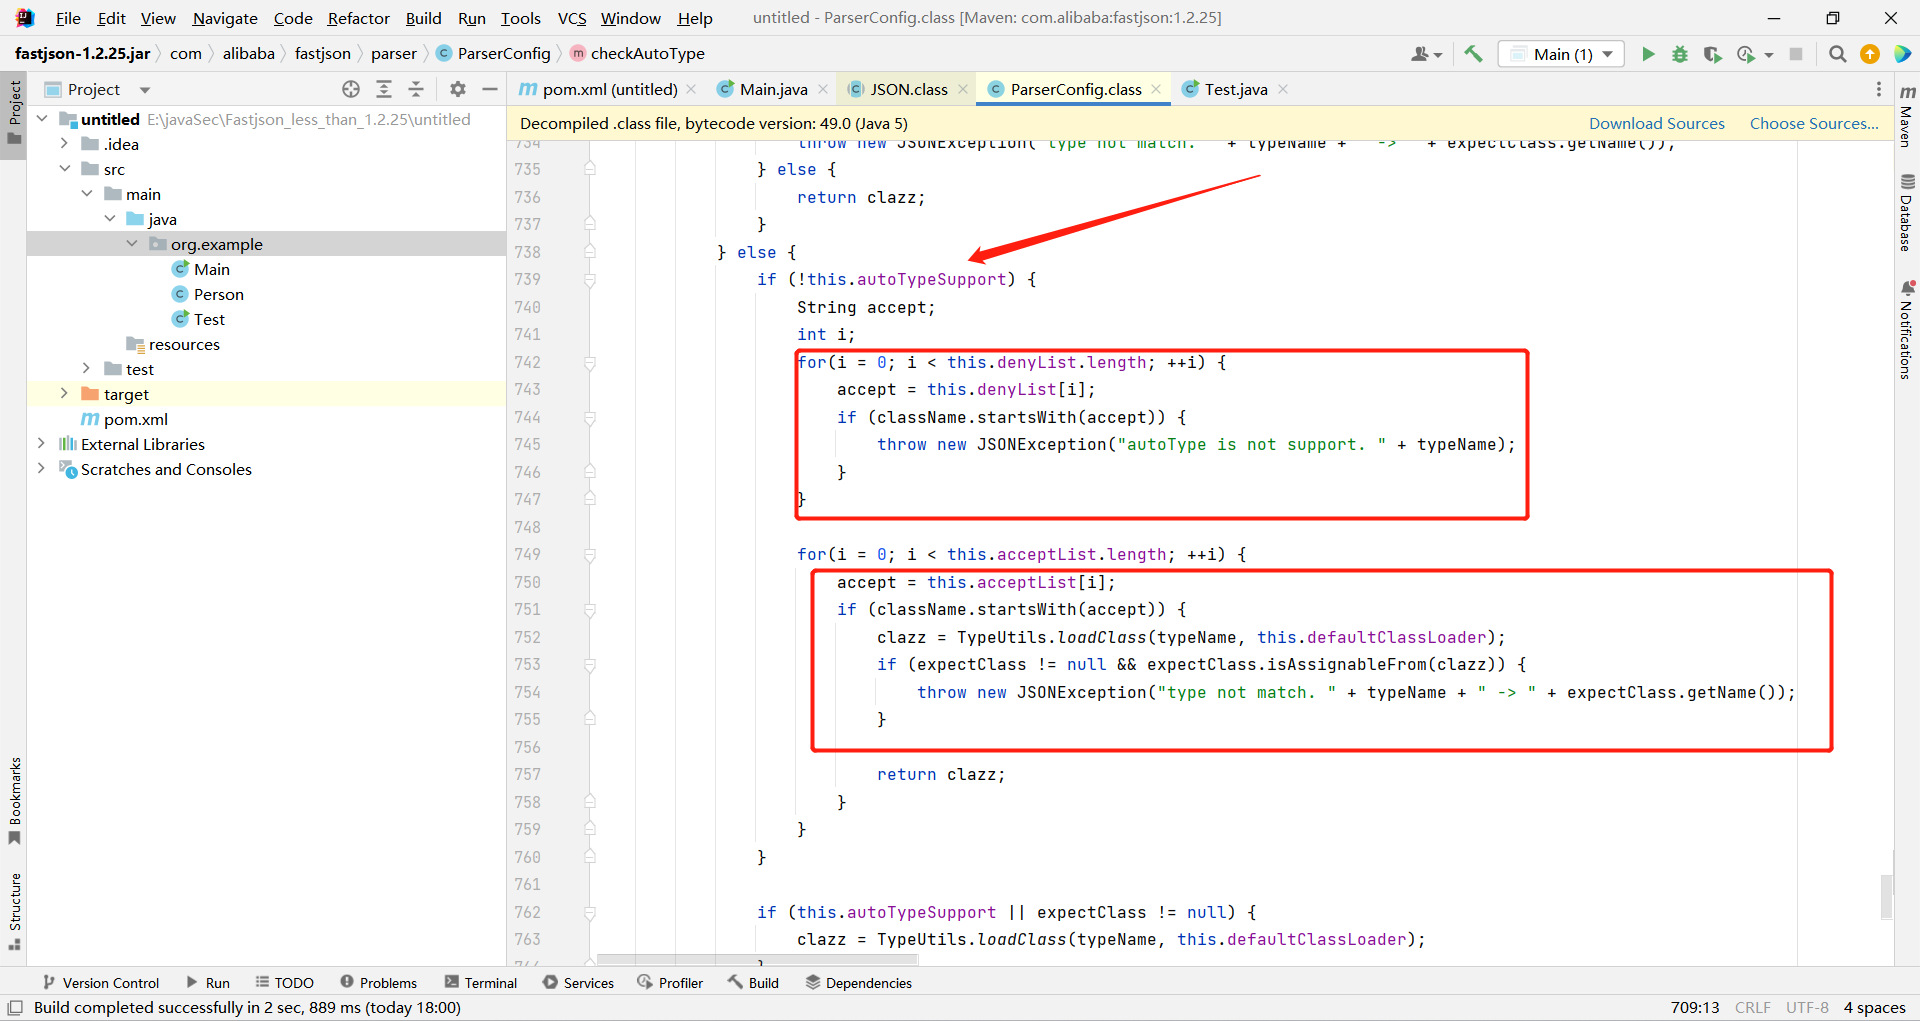 File Edit View Navigate Code Refactor Build Run Tools VCS Window Help untitled - ParserConfig.class [Maven: com.alibaba:fastjson:1.2.25]
fastjson-1.2.25.jar com alibaba fastjson parser ParserConfig checkAutoType Main (1)
Project pom.xml (untitled) Main.java JSON.class ParserConfig.class Test.java
Decompiled .class file, bytecode version: 49.0 (Java 5) Download Sources Choose Sources...
Project
untitled E:\javaSec\Fastjson_less_than_1.2.25\untitled
.idea
src
main
java
org.example
Main
Person
Test
resources
test
target
pom.xml
External Libraries
Scratches and Consoles
Bookmarks
Structure
734 throw new JSONException("type not match. " + typeName + " -> " + expectClass.getName());
735 } else {
736 return clazz;
737 }
738 } else {
739 if (!this.autoTypeSupport) {
740 String accept;
741 int i;
742 for(i = 0; i < this.denyList.length; ++i) {
743 accept = this.denyList[i];
744 if (className.startsWith(accept)) {
745 throw new JSONException("autoType is not support. " + typeName);
746 }
747 }
748
749 for(i = 0; i < this.acceptList.length; ++i) {
750 accept = this.acceptList[i];
751 if (className.startsWith(accept)) {
752 clazz = TypeUtils.loadClass(typeName, this.defaultClassLoader);
753 if (expectClass != null && expectClass.isAssignableFrom(clazz)) {
754 throw new JSONException("type not match. " + typeName + " -> " + expectClass.getName());
755 }
756
757 return clazz;
758 }
759 }
760 }
761
762 if (this.autoTypeSupport || expectClass != null) {
763 clazz = TypeUtils.loadClass(typeName, this.defaultClassLoader);
764 }
Maven
Database
Notifications
Version Control Run TODO Problems Terminal Services Profiler Build Dependencies
Build completed successfully in 2 sec, 889 ms (today 18:00) 709:13 CRLF UTF-8 4 spaces